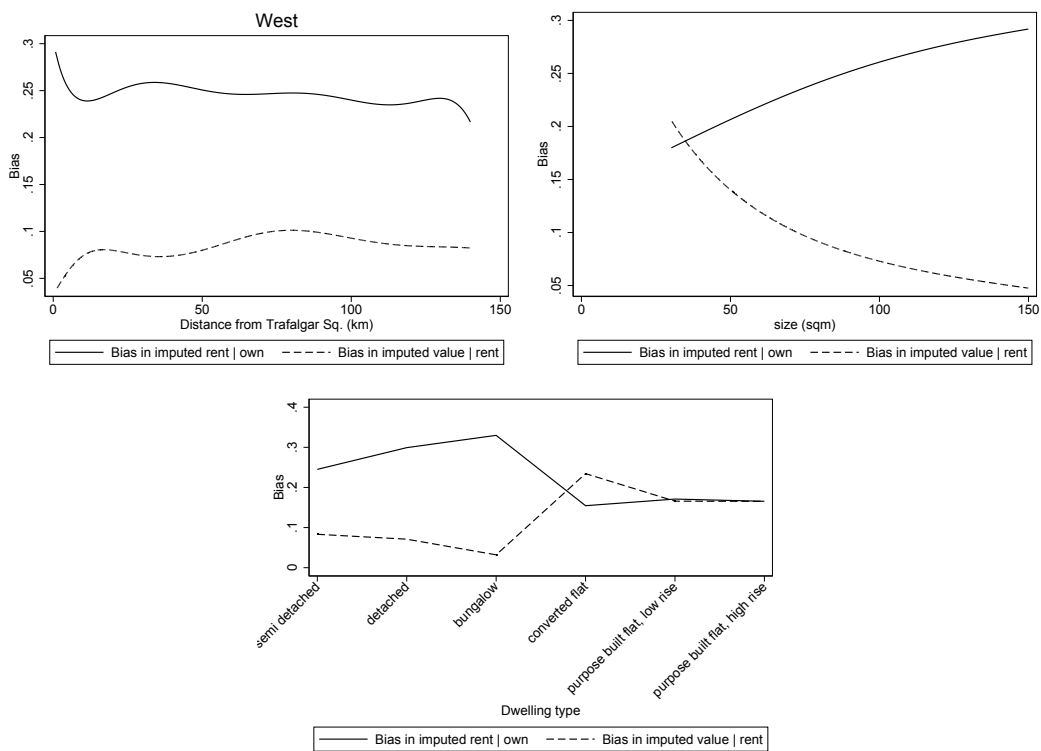 West
Bias
.05
.1
.15
.2
.25
.3
0
50
100
150
Distance from Trafalgar Sq. (km)
Bias in imputed rent | own
Bias in imputed value | rent
Bias
.05
.1
.15
.2
.25
.3
0
50
100
150
size (sqm)
Bias in imputed rent | own
Bias in imputed value | rent
Bias
0
.1
.2
.3
.4
semi detached
detached
bungalow
converted flat
purpose built flat, low rise
purpose built flat, high rise
Dwelling type
Bias in imputed rent | own
Bias in imputed value | rent